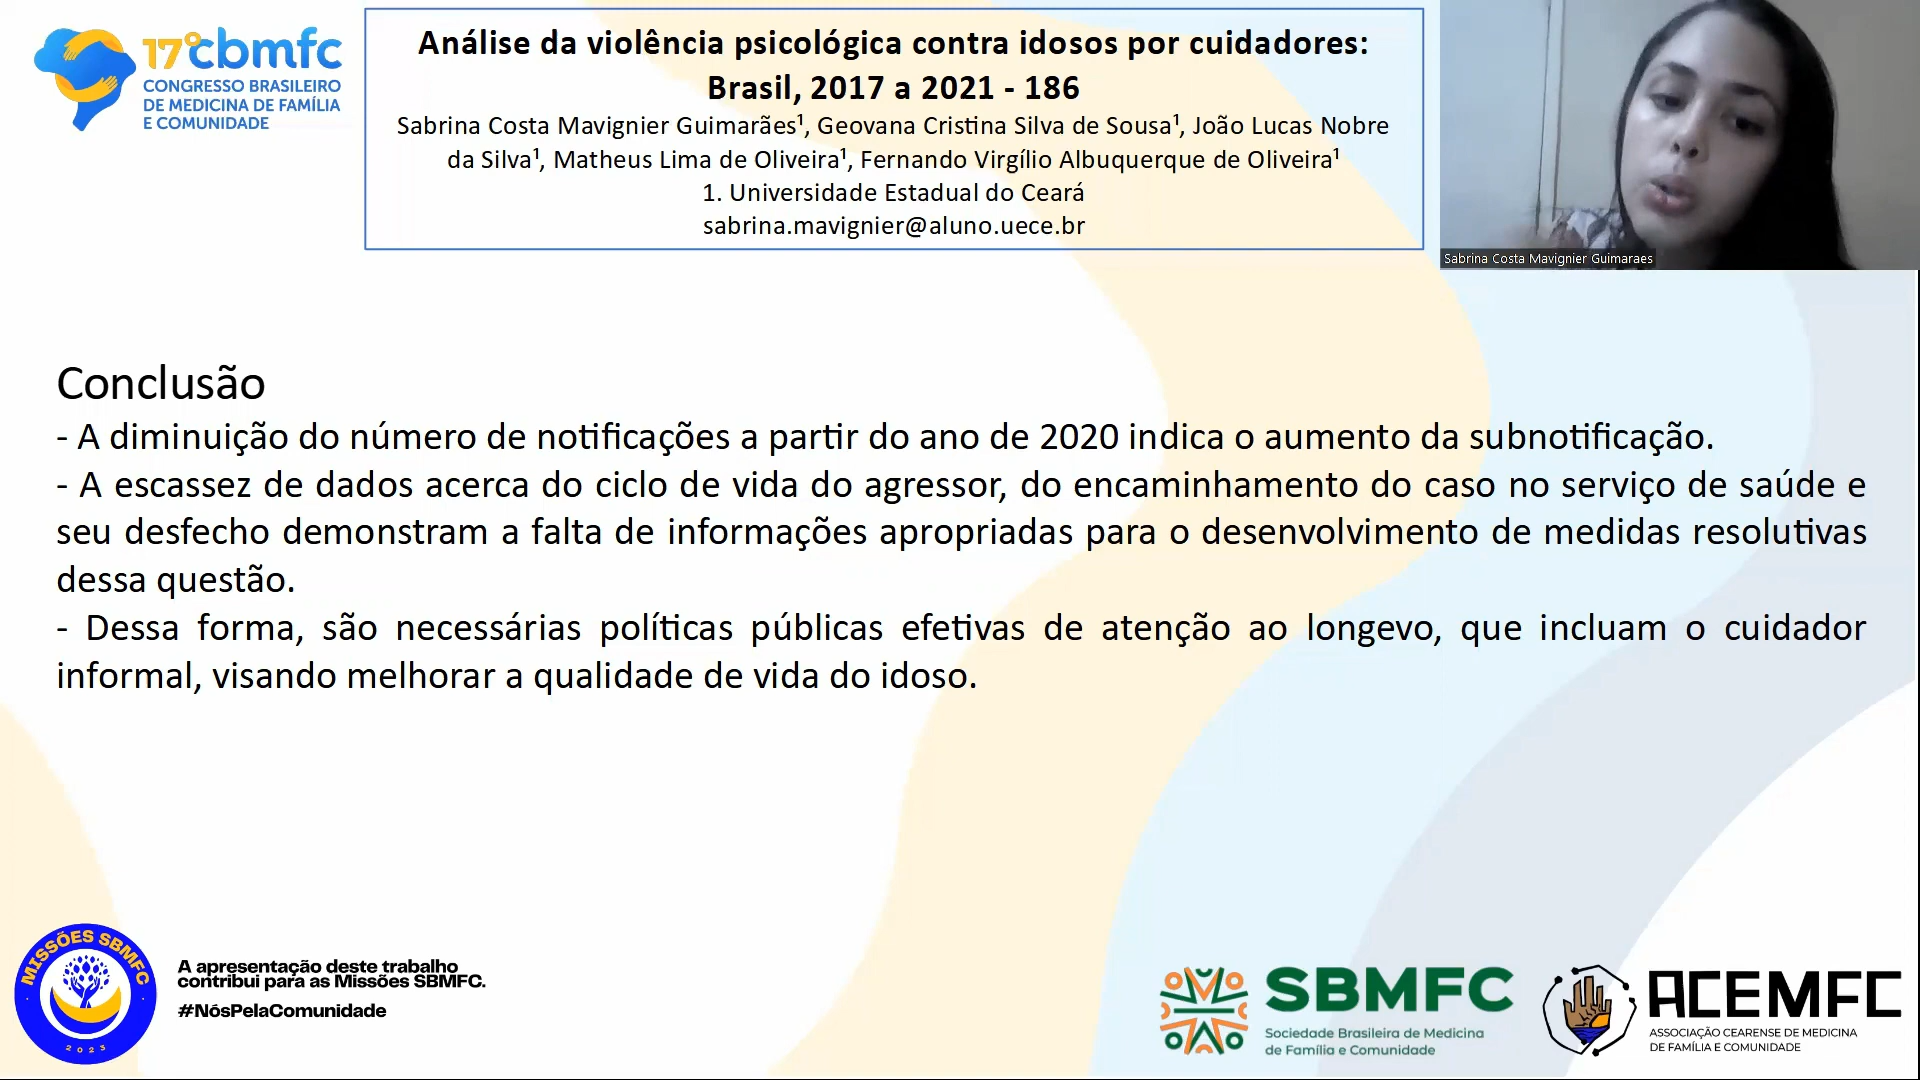 17º cbmfc
CONGRESSO BRASILEIRO
DE MEDICINA DE FAMÍLIA
E COMUNIDADE
Análise da violência psicológica contra idosos por cuidadores:
Brasil, 2017 a 2021 - 186
Sabrina Costa Mavignier Guimarães¹, Geovana Cristina Silva de Sousa¹, João Lucas Nobre
da Silva¹, Matheus Lima de Oliveira¹, Fernando Virgílio Albuquerque de Oliveira¹
1. Universidade Estadual do Ceará
sabrina.mavignier@aluno.uece.br
Sabrina Costa Mavignier Guimaraes
Conclusão
- A diminuição do número de notificações a partir do ano de 2020 indica o aumento da subnotificação.
- A escassez de dados acerca do ciclo de vida do agressor, do encaminhamento do caso no serviço de saúde e
seu desfecho demonstram a falta de informações apropriadas para o desenvolvimento de medidas resolutivas
dessa questão.
- Dessa forma, são necessárias políticas públicas efetivas de atenção ao longevo, que incluam o cuidador
informal, visando melhorar a qualidade de vida do idoso.
MISSÕES SBMFC
2023
A apresentação deste trabalho
contribui para as Missões SBMFC.
#NósPelaComunidade
SBMFC
Sociedade Brasileira de Medicina
de Família e Comunidade
ACEMFC
ASSOCIAÇÃO CEARENSE DE MEDICINA
DE FAMÍLIA E COMUNIDADE